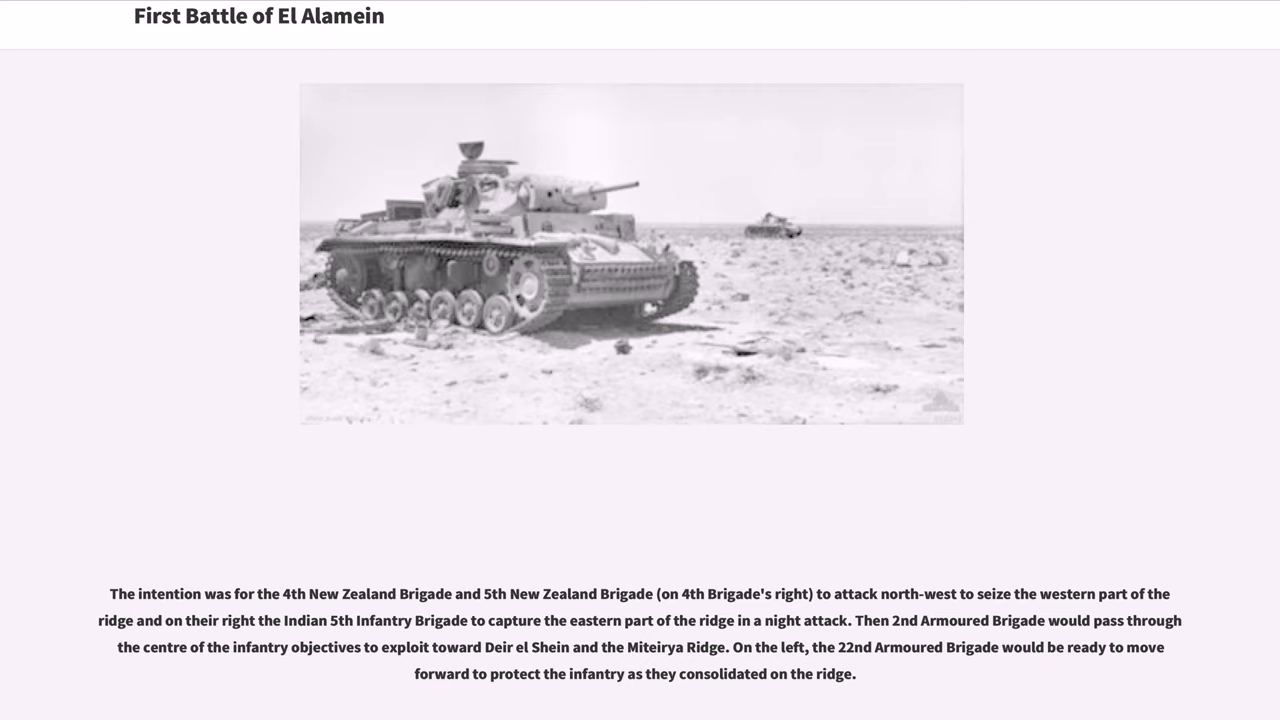 First Battle of El Alamein
The intention was for the 4th New Zealand Brigade and 5th New Zealand Brigade (on 4th Brigade's right) to attack north-west to seize the western part of the
ridge and on their right the Indian 5th Infantry Brigade to capture the eastern part of the ridge in a night attack. Then 2nd Armoured Brigade would pass through
the centre of the infantry objectives to exploit toward Deir el Shein and the Miteirya Ridge. On the left, the 22nd Armoured Brigade would be ready to move
forward to protect the infantry as they consolidated on the ridge.